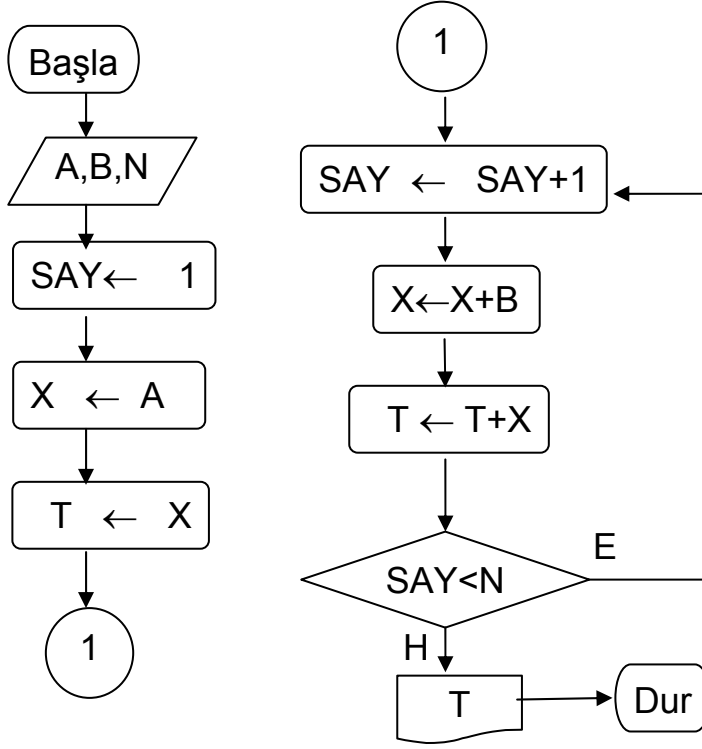 Başla
A,B,N
SAY← 1
X ← A
T ← X
1
1
SAY ← SAY+1
X←X+B
T ← T+X
SAY<N
E
H
T
Dur